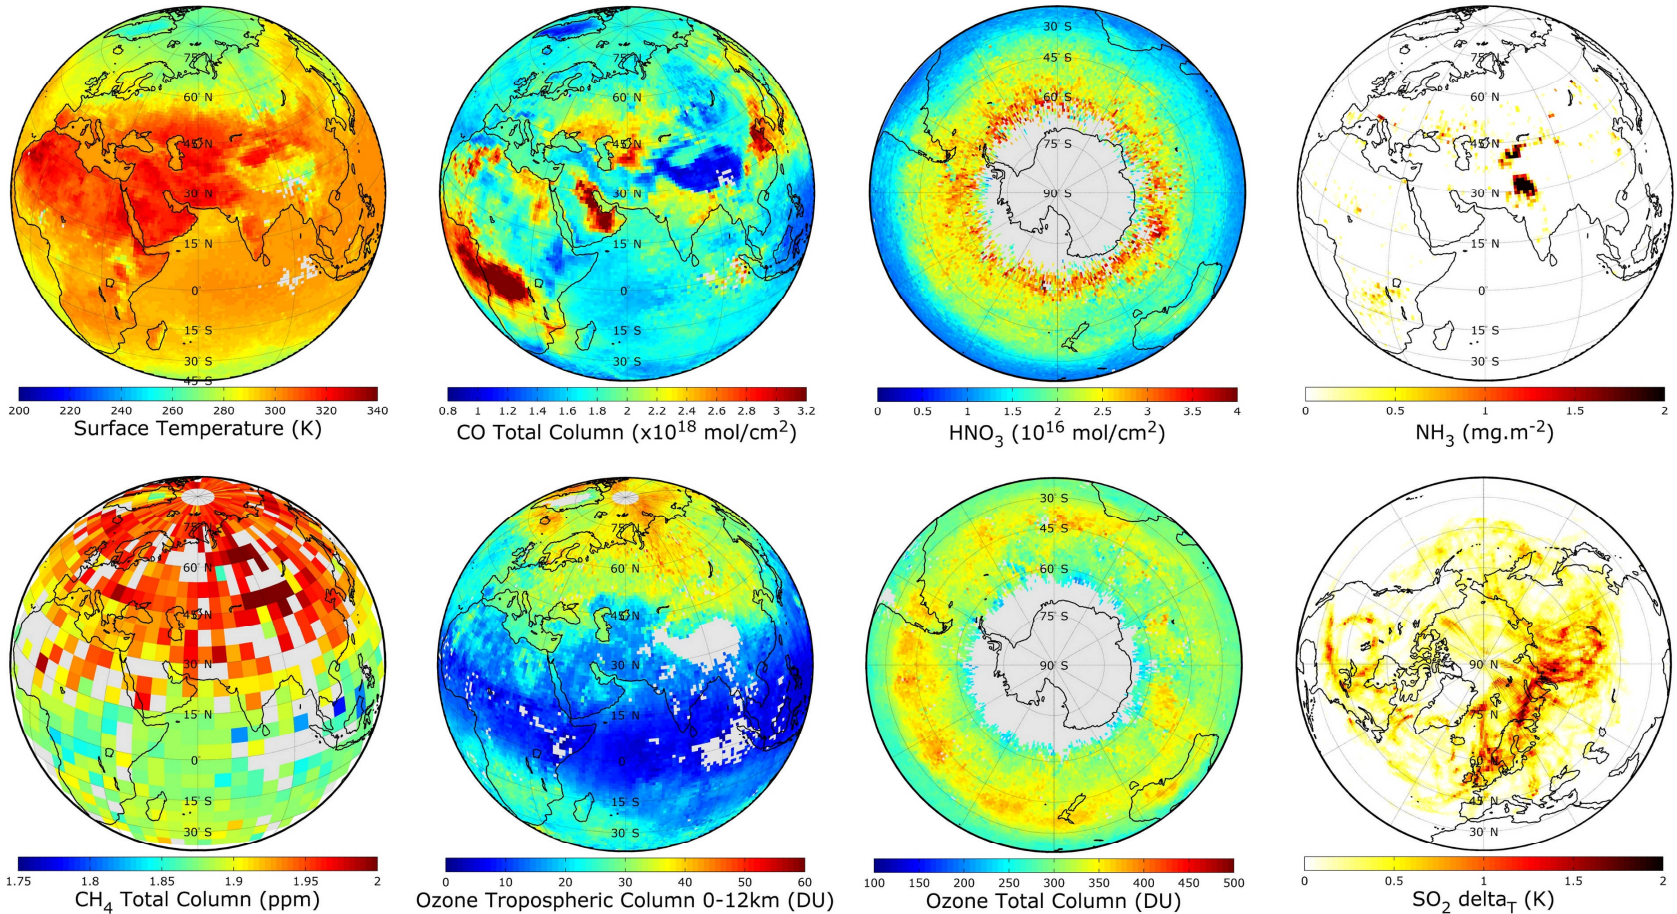 75° N
60° N
45° N
30° N
15° N
0°
15° S
30° S
45° S
200 220 240 260 280 300 320 340
Surface Temperature (K)
75° N
60° N
45° N
30° N
15° N
0°
15° S
30° S
0.8 1 1.2 1.4 1.6 1.8 2 2.2 2.4 2.6 2.8 3 3.2
CO Total Column (x10¹⁸ mol/cm²)
30° S
45° S
60° S
75° S
90° S
0 0.5 1 1.5 2 2.5 3 3.5 4
HNO₃ (10¹⁶ mol/cm²)
75° N
60° N
45° N
30° N
15° N
0°
15° S
30° S
0 0.5 1 1.5 2
NH₃ (mg.m⁻²)
75° N
60° N
45° N
30° N
15° N
0°
15° S
30° S
1.75 1.8 1.85 1.9 1.95 2
CH₄ Total Column (ppm)
75° N
60° N
45° N
30° N
15° N
0°
15° S
30° S
0 10 20 30 40 50 60
Ozone Tropospheric Column 0-12km (DU)
30° S
45° S
60° S
75° S
90° S
100 150 200 250 300 350 400 450 500
Ozone Total Column (DU)
90° N
75° N
60° N
45° N
30° N
0 0.5 1 1.5 2
SO₂ delta_T (K)